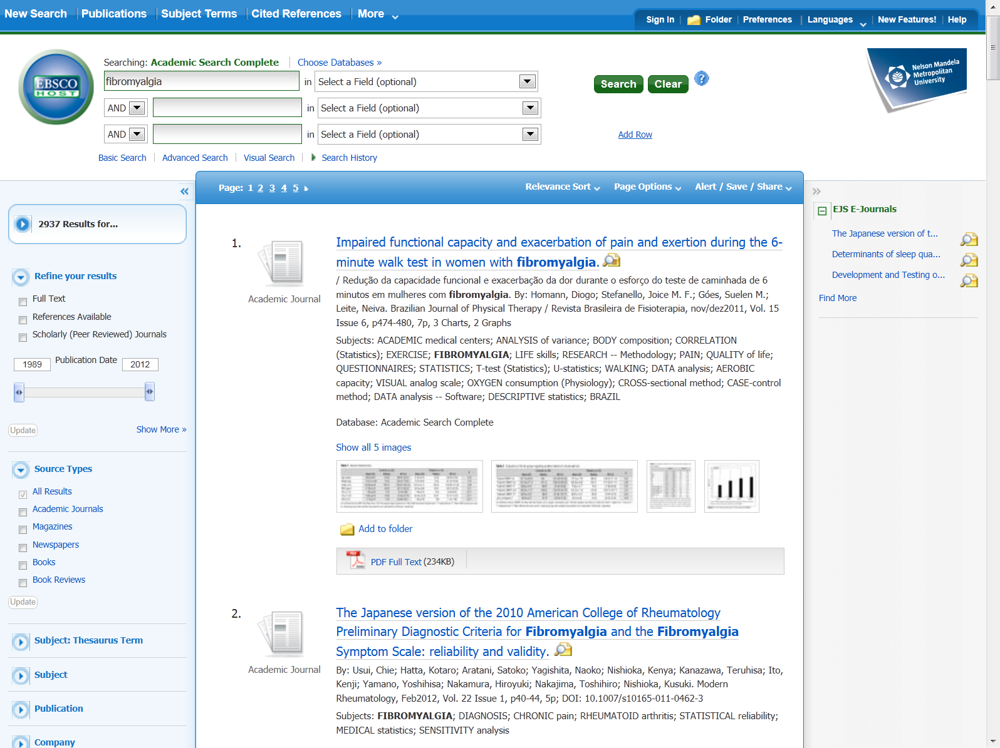 New Search Publications Subject Terms Cited References More
Sign In Folder Preferences Languages New Features! Help
EBSCO
HOST
Searching: Academic Search Complete Choose Databases »
fibromyalgia in Select a Field (optional)
Search Clear ?
AND in Select a Field (optional)
AND in Select a Field (optional)
Add Row
Basic Search Advanced Search Visual Search Search History
Nelson Mandela
Metropolitan
University
«
2937 Results for...
Refine your results
Full Text
References Available
Scholarly (Peer Reviewed) Journals
1989 Publication Date 2012
Update Show More »
Source Types
All Results
Academic Journals
Magazines
Newspapers
Books
Book Reviews
Update
Subject: Thesaurus Term
Subject
Publication
Company
Page: 1 2 3 4 5
Relevance Sort Page Options Alert / Save / Share
1.
Academic Journal
Impaired functional capacity and exacerbation of pain and exertion during the 6-
minute walk test in women with fibromyalgia.
/ Redução da capacidade funcional e exacerbação da dor durante o esforço do teste de caminhada de 6
minutos em mulheres com fibromyalgia. By: Homann, Diogo; Stefanello, Joice M. F.; Góes, Suelen M.;
Leite, Neiva. Brazilian Journal of Physical Therapy / Revista Brasileira de Fisioterapia, nov/dez2011, Vol. 15
Issue 6, p474-480, 7p, 3 Charts, 2 Graphs
Subjects: ACADEMIC medical centers; ANALYSIS of variance; BODY composition; CORRELATION
(Statistics); EXERCISE; FIBROMYALGIA; LIFE skills; RESEARCH -- Methodology; PAIN; QUALITY of life;
QUESTIONNAIRES; STATISTICS; T-test (Statistics); U-statistics; WALKING; DATA analysis; AEROBIC
capacity; VISUAL analog scale; OXYGEN consumption (Physiology); CROSS-sectional method; CASE-control
method; DATA analysis -- Software; DESCRIPTIVE statistics; BRAZIL
Database: Academic Search Complete
Show all 5 images
Add to folder
PDF Full Text (234KB)
2.
Academic Journal
The Japanese version of the 2010 American College of Rheumatology
Preliminary Diagnostic Criteria for Fibromyalgia and the Fibromyalgia
Symptom Scale: reliability and validity.
By: Usui, Chie; Hatta, Kotaro; Aratani, Satoko; Yagishita, Naoko; Nishioka, Kenya; Kanazawa, Teruhisa; Ito,
Kenji; Yamano, Yoshihisa; Nakamura, Hiroyuki; Nakajima, Toshihiro; Nishioka, Kusuki. Modern
Rheumatology, Feb2012, Vol. 22 Issue 1, p40-44, 5p; DOI: 10.1007/s10165-011-0462-3
Subjects: FIBROMYALGIA; DIAGNOSIS; CHRONIC pain; RHEUMATOID arthritis; STATISTICAL reliability;
MEDICAL statistics; SENSITIVITY analysis
»
EJS E-Journals
The Japanese version of t...
Determinants of sleep qua...
Development and Testing o...
Find More